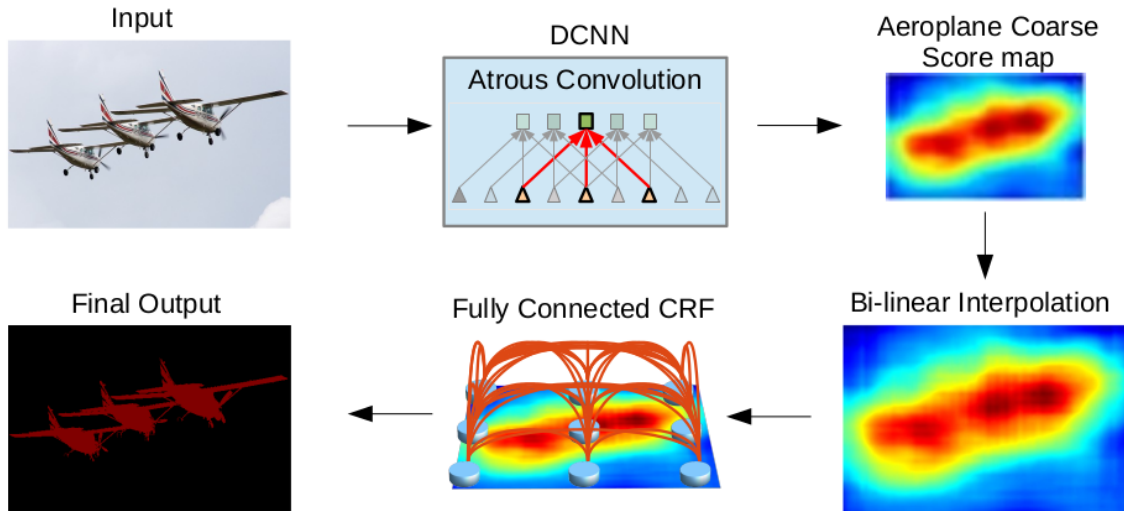 Input
DCNN
Atrous Convolution
Aeroplane Coarse
Score map
Final Output
Fully Connected CRF
Bi-linear Interpolation